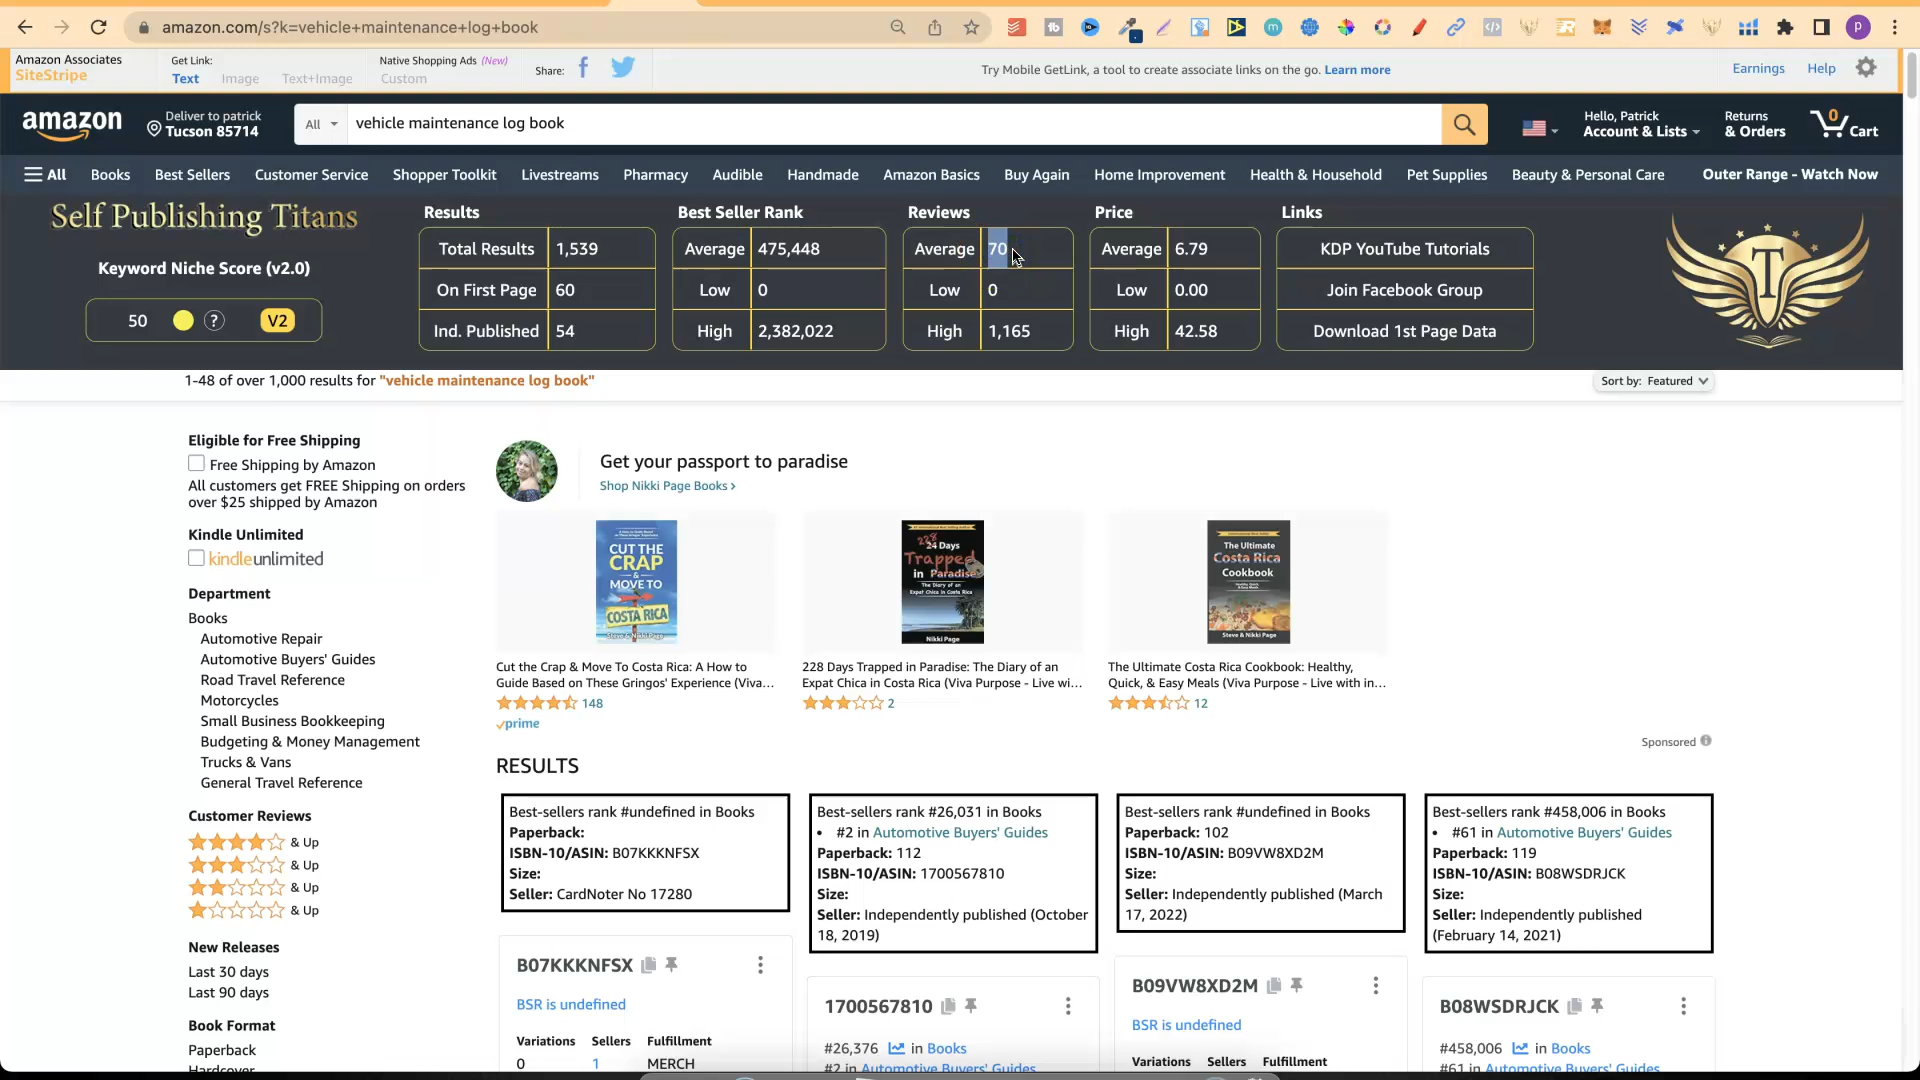 amazon.com/s?k=vehicle+maintenance+log+book
Amazon Associates
SiteStripe
Get Link:
Text Image Text+Image
Native Shopping Ads (New)
Custom
Share:
Try Mobile GetLink, a tool to create associate links on the go. Learn more
Earnings Help
amazon
Deliver to patrick
Tucson 85714
All
vehicle maintenance log book
Hello, Patrick
Account & Lists
Returns
& Orders
0
Cart
All Books Best Sellers Customer Service Shopper Toolkit Livestreams Pharmacy Audible Handmade Amazon Basics Buy Again Home Improvement Health & Household Pet Supplies Beauty & Personal Care Outer Range - Watch Now
Self Publishing Titans
Keyword Niche Score (v2.0)
50 ? V2
Results
Total Results 1,539
On First Page 60
Ind. Published 54
Best Seller Rank
Average 475,448
Low 0
High 2,382,022
Reviews
Average 70
Low 0
High 1,165
Price
Average 6.79
Low 0.00
High 42.58
Links
KDP YouTube Tutorials
Join Facebook Group
Download 1st Page Data
T
1-48 of over 1,000 results for "vehicle maintenance log book"
Sort by: Featured
Eligible for Free Shipping
Free Shipping by Amazon
All customers get FREE Shipping on orders
over $25 shipped by Amazon
Kindle Unlimited
kindleunlimited
Department
Books
Automotive Repair
Automotive Buyers' Guides
Road Travel Reference
Motorcycles
Small Business Bookkeeping
Budgeting & Money Management
Trucks & Vans
General Travel Reference
Customer Reviews
& Up
& Up
& Up
& Up
New Releases
Last 30 days
Last 90 days
Book Format
Paperback
Hardcover
Get your passport to paradise
Shop Nikki Page Books ›
CUT THE
CRAP
&
MOVE TO
COSTA RICA
Steve & Nikki Page
Cut the Crap & Move To Costa Rica: A How to
Guide Based on These Gringos' Experience (Viva...
148
prime
228
24 Days
Trapped
in Paradise
The Diary of an
Expat Chica in Costa Rica
Nikki Page
228 Days Trapped in Paradise: The Diary of an
Expat Chica in Costa Rica (Viva Purpose - Live wi...
2
The Ultimate
Costa Rica
Cookbook
Steve & Nikki Page
The Ultimate Costa Rica Cookbook: Healthy,
Quick, & Easy Meals (Viva Purpose - Live with in...
12
Sponsored
RESULTS
Best-sellers rank #undefined in Books
Paperback:
ISBN-10/ASIN: B07KKKNFSX
Size:
Seller: CardNoter No 17280
B07KKKNFSX
BSR is undefined
Variations Sellers Fulfillment
0 1 MERCH
Best-sellers rank #26,031 in Books
• #2 in Automotive Buyers' Guides
Paperback: 112
ISBN-10/ASIN: 1700567810
Size:
Seller: Independently published (October
18, 2019)
1700567810
#26,376 in Books
#2 in Automotive Buyers' Guides
Best-sellers rank #undefined in Books
Paperback: 102
ISBN-10/ASIN: B09VW8XD2M
Size:
Seller: Independently published (March
17, 2022)
B09VW8XD2M
BSR is undefined
Variations Sellers Fulfillment
Best-sellers rank #458,006 in Books
• #61 in Automotive Buyers' Guides
Paperback: 119
ISBN-10/ASIN: B08WSDRJCK
Size:
Seller: Independently published
(February 14, 2021)
B08WSDRJCK
#458,006 in Books
#61 in Automotive Buyers' Guides